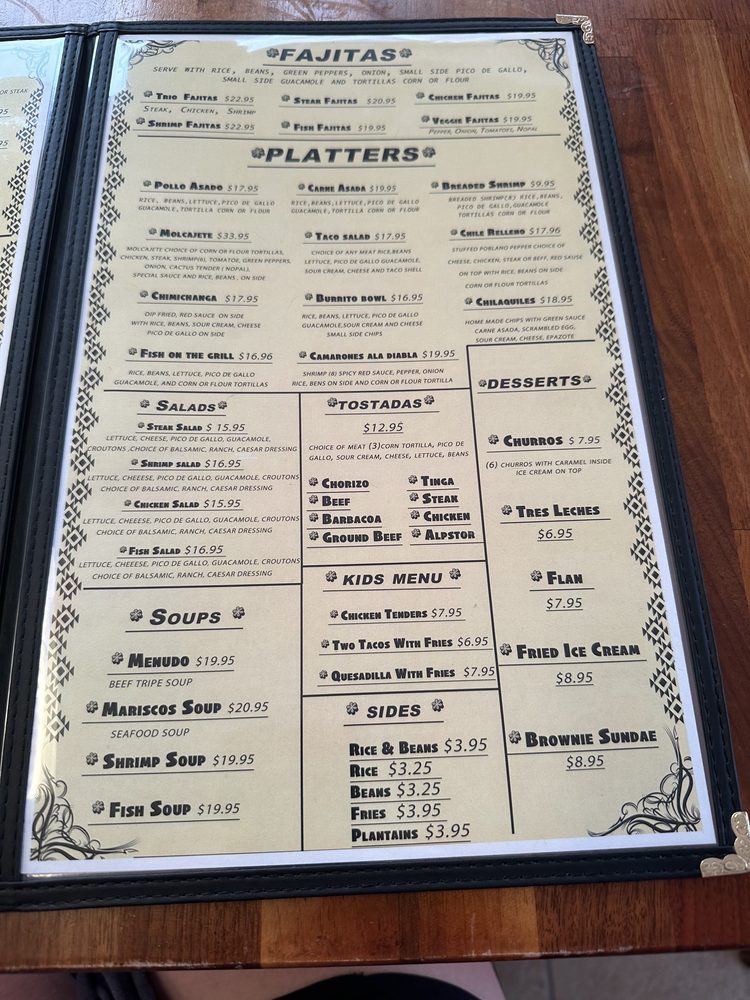 OR STEAK
95
95
FAJITAS
SERVE WITH RICE, BEANS, GREEN PEPPERS, ONION, SMALL SIDE PICO DE GALLO,
SMALL SIDE GUACAMOLE AND TORTILLAS CORN OR FLOUR
TRIO FAJITAS $22.95
STEAK, CHICKEN, SHRIMP
STEAK FAJITAS $20.95
CHICKEN FAJITAS $19.95
SHRIMP FAJITAS $22.95
FISH FAJITAS $19.95
VEGGIE FAJITAS $19.95
PEPPER, ONION, TOMATOES, NOPAL
PLATTERS
POLLO ASADO $17.95
RICE, BEANS, LETTUCE, PICO DE GALLO
GUACAMOLE, TORTILLA CORN OR FLOUR
CARNE ASADA $19.95
RICE, BEANS, LETTUCE, PICO DE GALLO
GUACAMOLE, TORTILLA CORN OR FLOUR
BREADED SHRIMP $9.95
BREADED SHRIMP(8) RICE, BEANS,
PICO DE GALLO, GUACAMOLE
TORTILLAS CORN OR FLOUR
MOLCAJETE $33.95
MOLCAJETE CHOICE OF CORN OR FLOUR TORTILLAS,
CHICKEN, STEAK, SHRIMP(8), TOMATOE, GREEN PEPPERS,
ONION, CACTUS TENDER ( NOPAL),
SPECIAL SAUCE AND RICE, BEANS , ON SIDE
TACO SALAD $17.95
CHOICE OF ANY MEAT RICE,BEANS
LETTUCE, PICO DE GALLO GUACAMOLE
SOUR CREAM, CHEESE AND TACO SHELL
CHILE RELLENO $17.96
STUFFED POBLANO PEPPER CHOICE OF
CHEESE, CHICKEN, STEAK OR BEEF, RED SAUSE
ON TOP WITH RICE, BEANS ON SIDE
CORN OR FLOUR TORTILLAS
CHIMICHANGA $17.95
DIP FRIED, RED SAUCE ON SIDE
WITH RICE, BEANS, SOUR CREAM, CHEESE
PICO DE GALLO ON SIDE
BURRITO BOWL $16.95
RICE, BEANS, LETTUCE, PICO DE GALLO
GUACAMOLE,SOUR CREAM AND CHEESE
SMALL SIDE CHIPS
CHILAQUILES $18.95
HOME MADE CHIPS WITH GREEN SAUCE
CARNE ASADA, SCRAMBLED EGG,
SOUR CREAM, CHEESE, EPAZOTE
FISH ON THE GRILL $16.96
RICE, BEANS, LETTUCE, PICO DE GALLO
GUACAMOLE, AND CORN OR FLOUR TORTILLAS
CAMARONES ALA DIABLA $19.95
SHRIMP (8) SPICY RED SAUCE, PEPPER, ONION
RICE, BENS ON SIDE AND CORN OR FLOUR TORTILLA
SALADS
STEAK SALAD $ 15.95
LETTUCE, CHEESE, PICO DE GALLO, GUACAMOLE,
CROUTONS ,CHOICE OF BALSAMIC, RANCH, CAESAR DRESSING
SHRIMP SALAD $16.95
LETTUCE, CHEEESE, PICO DE GALLO, GUACAMOLE, CROUTONS
CHOICE OF BALSAMIC, RANCH, CAESAR DRESSING
CHICKEN SALAD $15.95
LETTUCE, CHEEESE, PICO DE GALLO, GUACAMOLE, CROUTONS
CHOICE OF BALSAMIC, RANCH, CAESAR DRESSING
FISH SALAD $16.95
LETTUCE, CHEEESE, PICO DE GALLO, GUACAMOLE, CROUTONS
CHOICE OF BALSAMIC, RANCH, CAESAR DRESSING
SOUPS
MENUDO $19.95
BEEF TRIPE SOUP
MARISCOS SOUP $20.95
SEAFOOD SOUP
SHRIMP SOUP $19.95
FISH SOUP $19.95
TOSTADAS
$12.95
CHOICE OF MEAT (3)CORN TORTILLA, PICO DE
GALLO, SOUR CREAM, CHEESE, LETTUCE, BEANS
CHORIZO
TINGA
BEEF
STEAK
BARBACOA
CHICKEN
GROUND BEEF
ALPSTOR
KIDS MENU
CHICKEN TENDERS $7.95
TWO TACOS WITH FRIES $6.95
QUESADILLA WITH FRIES $7.95
SIDES
RICE & BEANS $3.95
RICE $3.25
BEANS $3.25
FRIES $3.95
PLANTAINS $3.95
DESSERTS
CHURROS $ 7.95
(6) CHURROS WITH CARAMEL INSIDE
ICE CREAM ON TOP
TRES LECHES
$6.95
FLAN
$7.95
FRIED ICE CREAM
$8.95
BROWNIE SUNDAE
$8.95